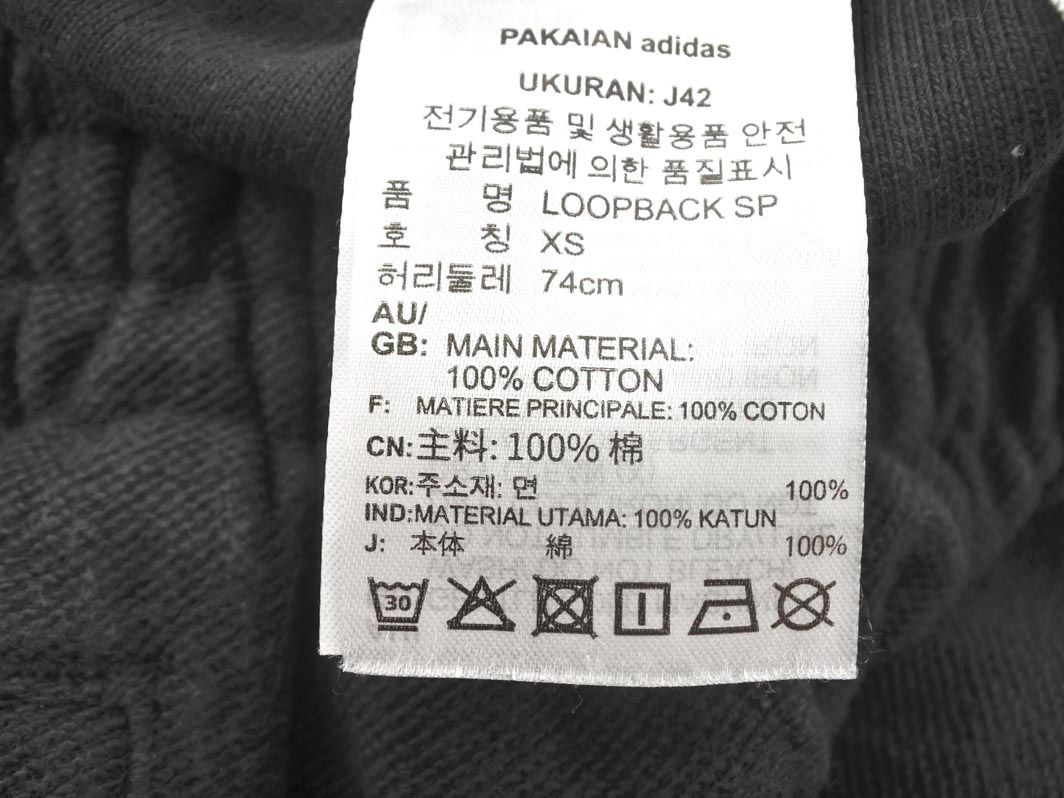 PAKAIAN adidas
UKURAN: J42
전기용품 및 생활용품 안전
관리법에 의한 품질표시
품 명 LOOPBACK SP
호 칭 XS
허리둘레 74cm
AU/
GB: MAIN MATERIAL:
100% COTTON
F: MATIERE PRINCIPALE: 100% COTON
CN:主料: 100% 棉
KOR:주소재: 면 100%
IND:MATERIAL UTAMA: 100% KATUN
J: 本体 綿 100%
30